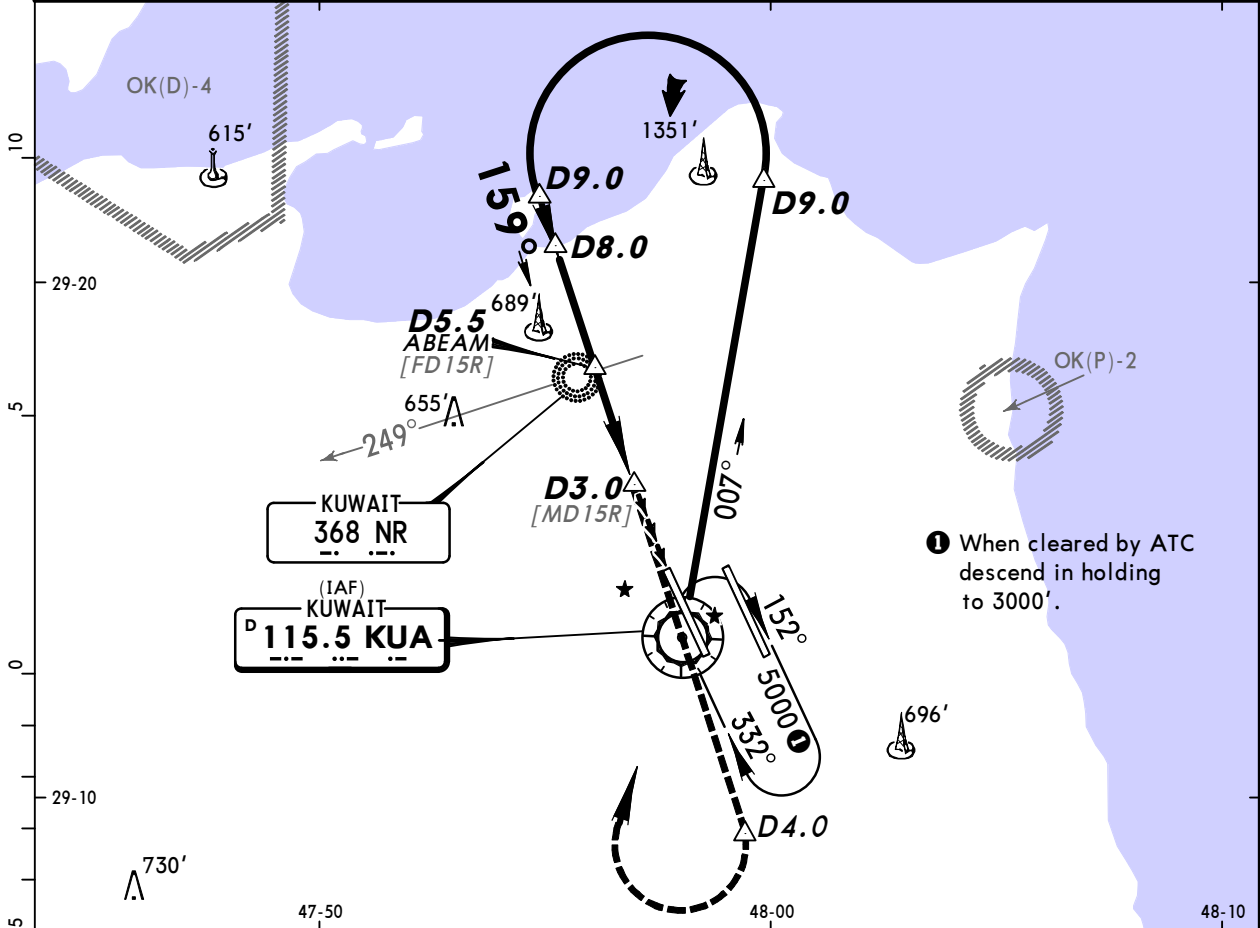 OK(D)-4
615′
10
1351′
159°
D9.0
D9.0
D8.0
29-20
689′
D5.5
ABEAM
[FD15R]
OK(P)-2
655′
5
249°
D3.0
[MD15R]
007°
KUWAIT
368 NR
❶ When cleared by ATC
descend in holding
to 3000′.
(IAF)
KUWAIT
D 115.5 KUA
152°
0
5000❶
332°
696′
29-10
D4.0
730′
5
47-50
48-00
48-10